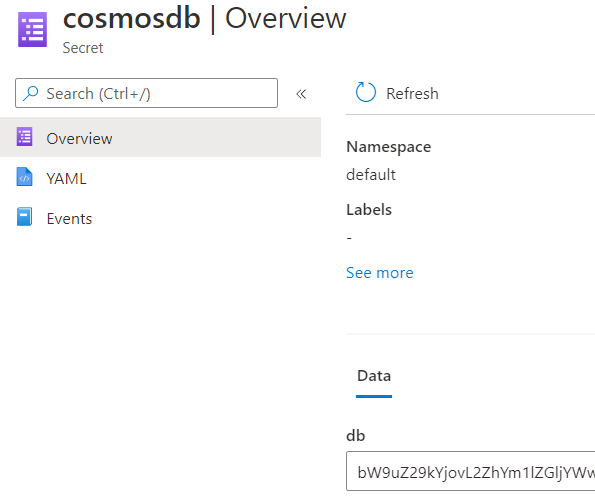 cosmosdb | Overview
Secret
Search (Ctrl+/)
«
Refresh
Overview
YAML
Events
Namespace
default
Labels
-
See more
Data
db
bW9uZ29kYjovL2ZhYm1lZGljYWw